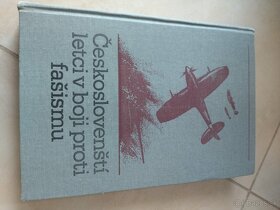 Českoslovenští
letci v boji proti
fašismu